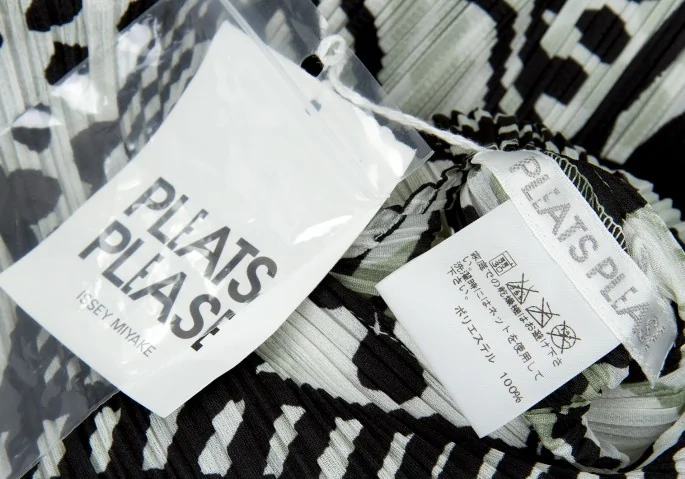 PLEATS
PLEASE
ISSEY MIYAKE
PLEATS PLEASE
高温での乾燥機はお避け下さ
い。洗濯時にはネットを使用して
下さい。
ポリエステル 100%